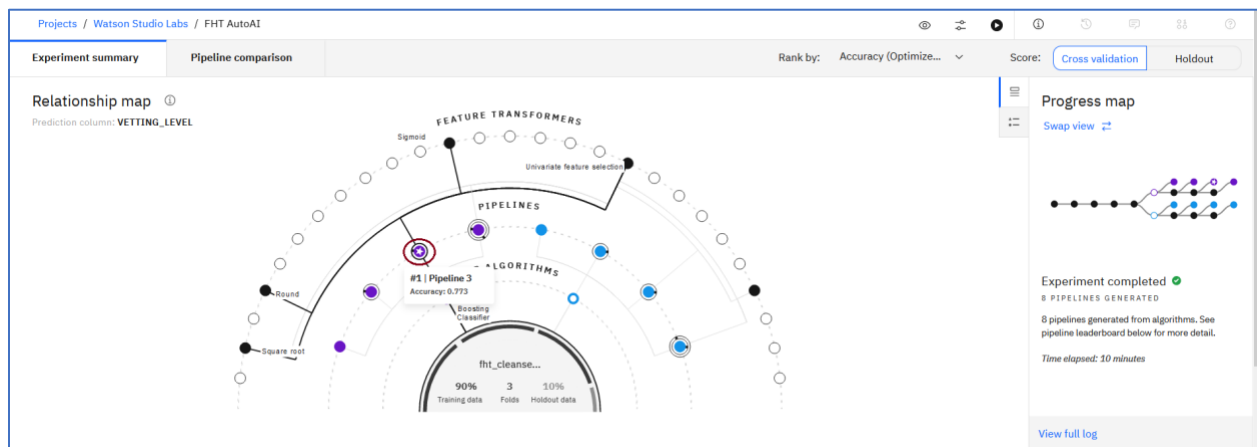 Projects / Watson Studio Labs / FHT AutoAI
Experiment summary
Pipeline comparison
Rank by: Accuracy (Optimize...
Score: Cross validation Holdout
Relationship map
Prediction column: VETTING_LEVEL
FEATURE TRANSFORMERS
Sigmoid
Univariate feature selection
PIPELINES
ALGORITHMS
#1 | Pipeline 3
Accuracy: 0.773
Boosting
Classifier
Round
Square root
fht_cleanse...
90% 3 10%
Training data Folds Holdout data
Progress map
Swap view
Experiment completed
8 PIPELINES GENERATED
8 pipelines generated from algorithms. See
pipeline leaderboard below for more detail.
Time elapsed: 10 minutes
View full log